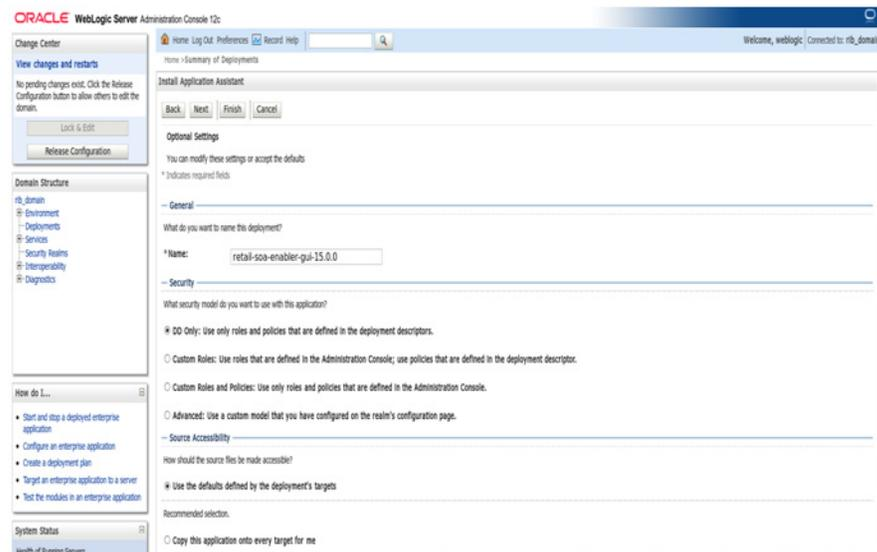 ORACLE WebLogic Server Administration Console 12c
Change Center
View changes and restarts
No pending changes exist. Click the Release
Configuration button to allow others to edit the
domain.
Lock & Edit
Release Configuration
Domain Structure
rib_domain
Environment
Deployments
Services
Security Realms
Interoperability
Diagnostics
How do I...
Start and stop a deployed enterprise
application
Configure an enterprise application
Create a deployment plan
Target an enterprise application to a server
Test the modules in an enterprise application
System Status
Health of Running Servers
Home Log Out Preferences Record Help
Welcome, weblogic Connected to: rib_domai
Home >Summary of Deployments
Install Application Assistant
Back Next Finish Cancel
Optional Settings
You can modify these settings or accept the defaults
* Indicates required fields
General
What do you want to name this deployment?
* Name: retail-soa-enabler-gui-15.0.0
Security
What security model do you want to use with this application?
DD Only: Use only roles and policies that are defined in the deployment descriptors.
Custom Roles: Use roles that are defined in the Administration Console; use policies that are defined in the deployment descriptor.
Custom Roles and Policies: Use only roles and policies that are defined in the Administration Console.
Advanced: Use a custom model that you have configured on the realm's configuration page.
Source Accessibility
How should the source files be made accessible?
Use the defaults defined by the deployment's targets
Recommended selection.
Copy this application onto every target for me